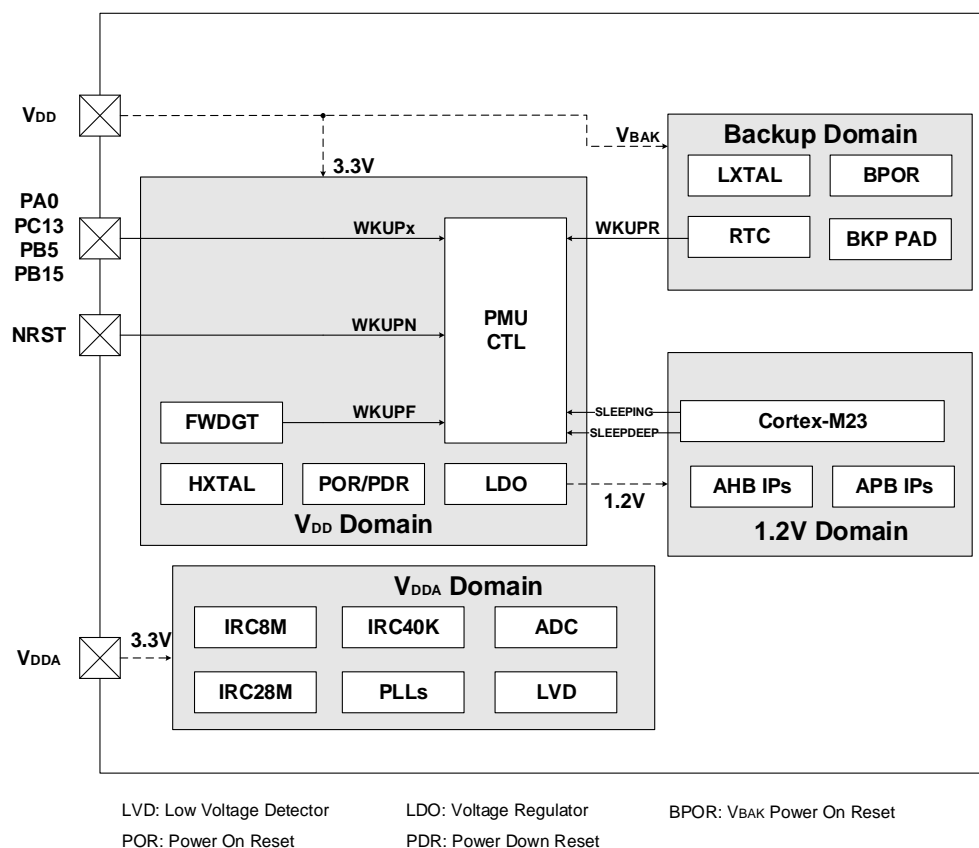 VDD
VBAK
3.3V
Backup Domain
LXTAL
BPOR
RTC
BKP PAD
PA0
PC13
PB5
PB15
WKUPx
WKUPR
PMU
CTL
NRST
WKUPN
FWDGT
WKUPF
SLEEPING
SLEEPDEEP
Cortex-M23
HXTAL
POR/PDR
LDO
1.2V
AHB IPs
APB IPs
VDD Domain
1.2V Domain
VDDA Domain
VDDA
3.3V
IRC8M
IRC40K
ADC
IRC28M
PLLs
LVD
LVD: Low Voltage Detector
LDO: Voltage Regulator
BPOR: VBAK Power On Reset
POR: Power On Reset
PDR: Power Down Reset